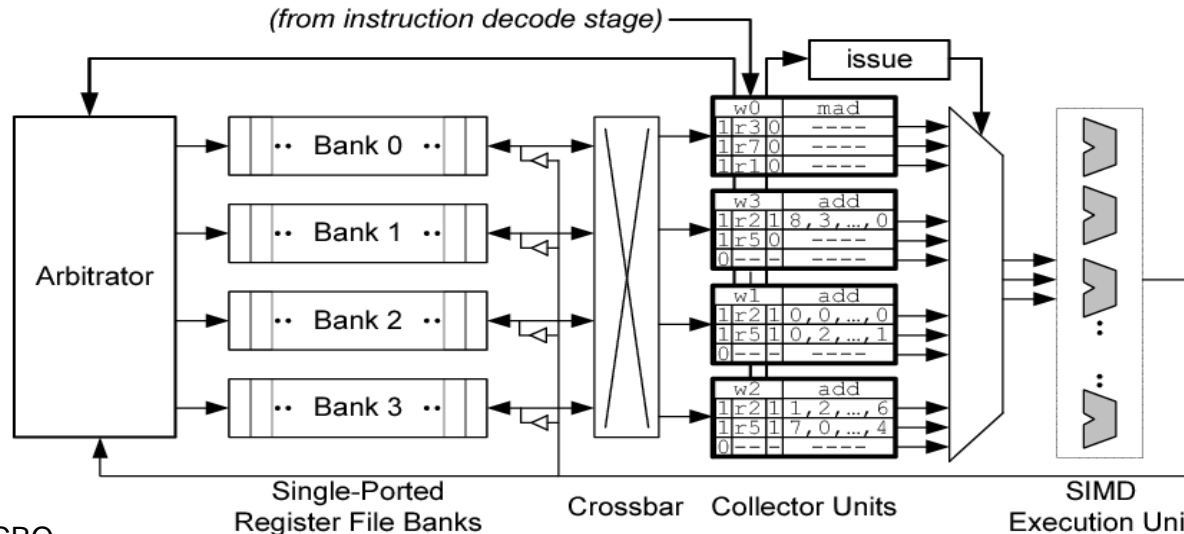 (from instruction decode stage)
issue
Arbitrator
.. Bank 0 ..
.. Bank 1 ..
.. Bank 2 ..
.. Bank 3 ..
w0 mad
1 r3 0 ----
1 r7 0 ----
1 r1 0 ----
w3 add
1 r2 1 8,3,…,0
1 r5 0 ----
0 -- - ----
w1 add
1 r2 1 0,0,…,0
1 r5 1 0,2,…,1
0 -- - ----
w2 add
1 r2 1 1,2,…,6
1 r5 1 7,0,…,4
0 -- - ----
Single-Ported
Register File Banks
Crossbar
Collector Units
SIMD
Execution Uni